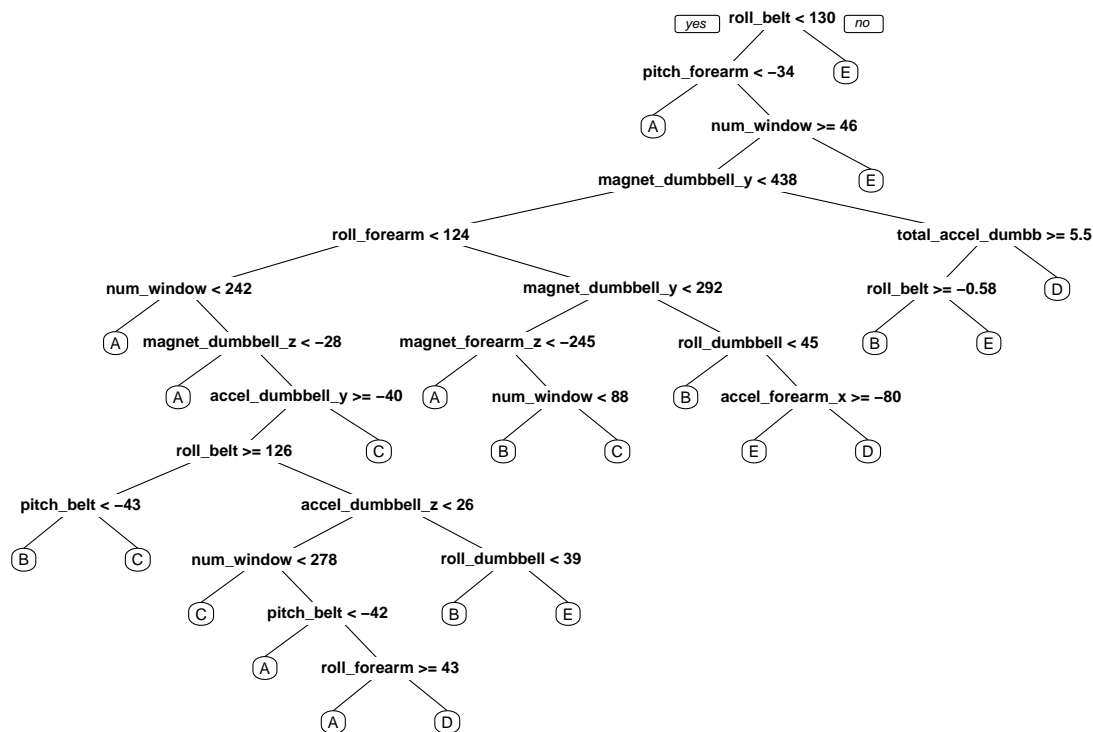 yes roll_belt < 130 no
pitch_forearm < −34 E
A num_window >= 46
magnet_dumbbell_y < 438 E
roll_forearm < 124 total_accel_dumbb >= 5.5
num_window < 242 magnet_dumbbell_y < 292 roll_belt >= −0.58 D
A magnet_dumbbell_z < −28 magnet_forearm_z < −245 roll_dumbbell < 45 B E
A accel_dumbbell_y >= −40 A num_window < 88 B accel_forearm_x >= −80
roll_belt >= 126 C B C E D
pitch_belt < −43 accel_dumbbell_z < 26
B C num_window < 278 roll_dumbbell < 39
C pitch_belt < −42 B E
A roll_forearm >= 43
A D